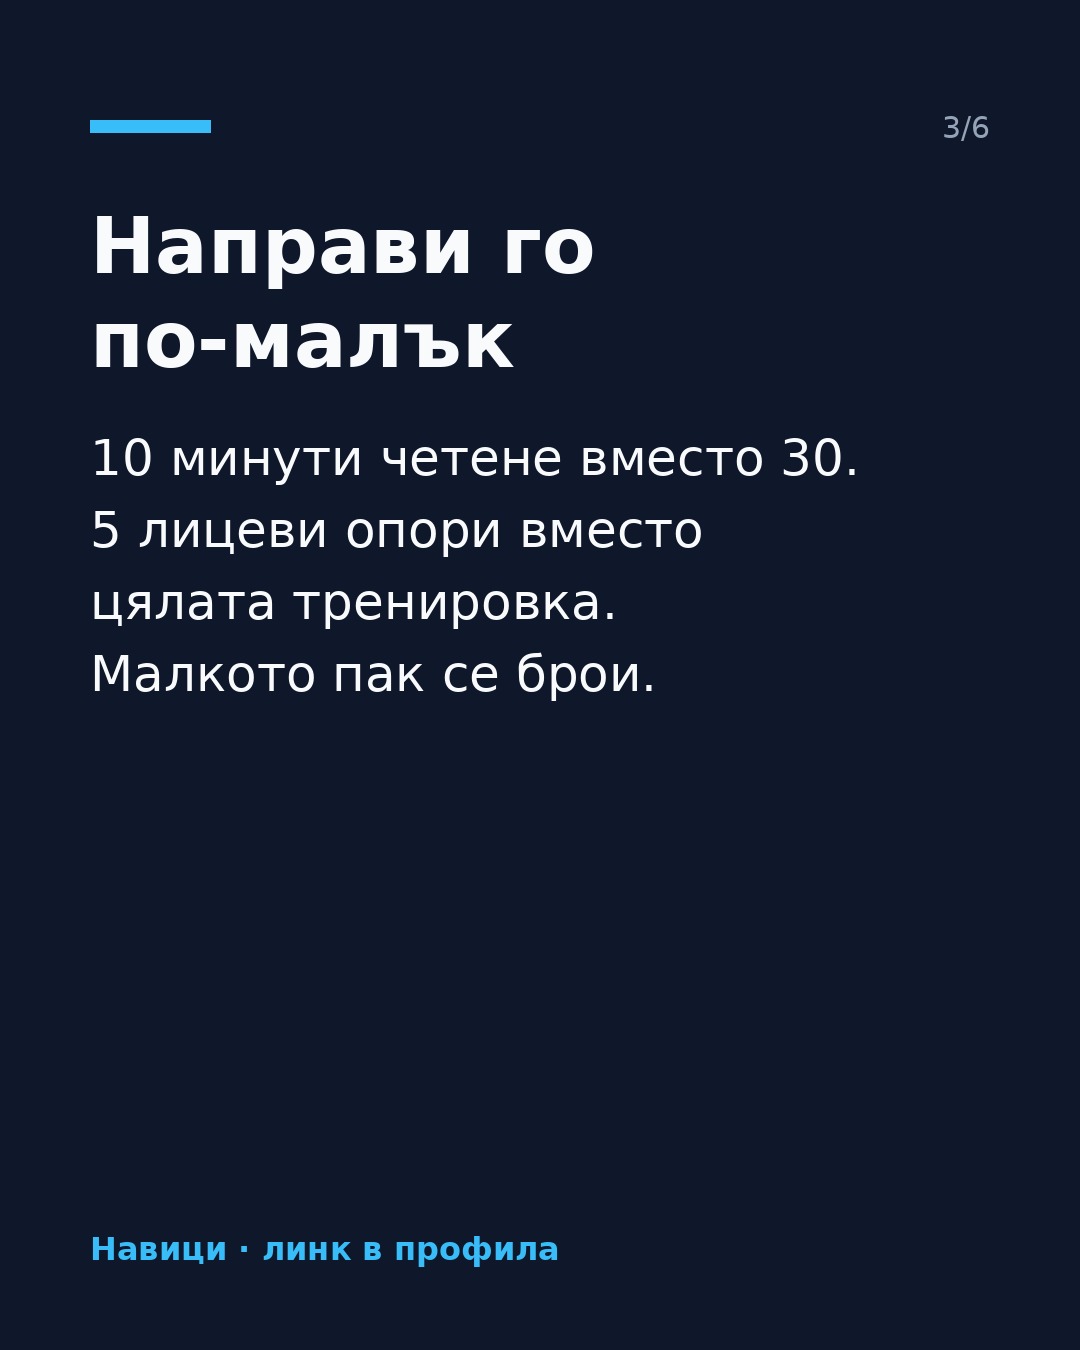 3/6
Направи го
по-малък
10 минути четене вместо 30.
5 лицеви опори вместо
цялата тренировка.
Малкото пак се брои.
Навици · линк в профила